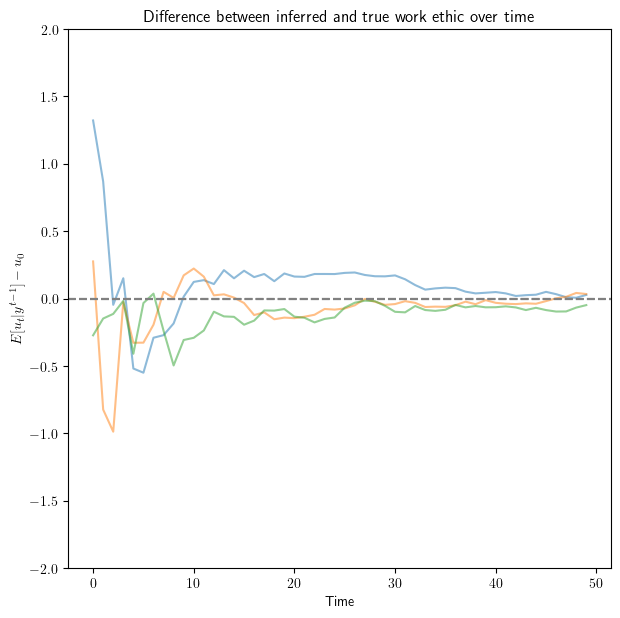 Difference between inferred and true work ethic over time
2.0
1.5
1.0
0.5
0.0
−0.5
−1.0
−1.5
−2.0
E[u_t|y^{t−1}] − u_0
0 10 20 30 40 50
Time